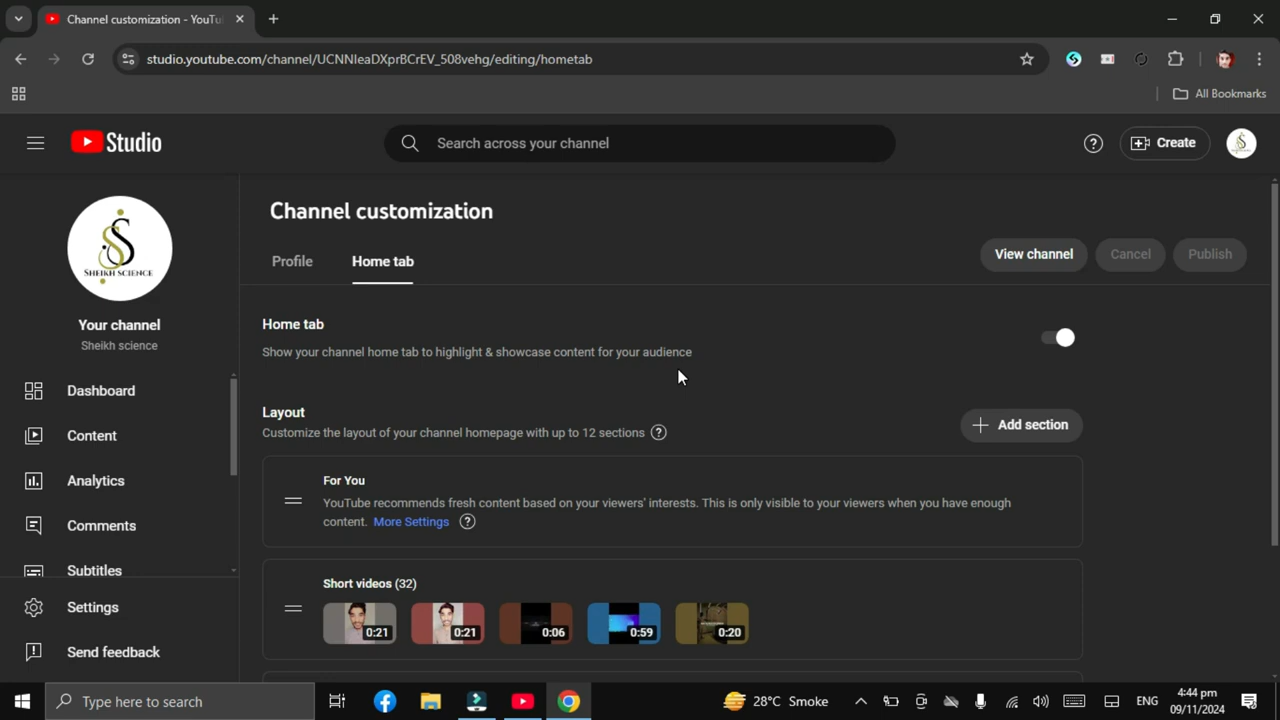 Channel customization - YouTu
studio.youtube.com/channel/UCNNIeaDXprBCrEV_508vehg/editing/hometab
All Bookmarks
Studio
Search across your channel
Create
S
SHEIKH SCIENCE
Your channel
Sheikh science
Dashboard
Content
Analytics
Comments
Subtitles
Settings
Send feedback
Channel customization
Profile
Home tab
View channel
Cancel
Publish
Home tab
Show your channel home tab to highlight & showcase content for your audience
Layout
Customize the layout of your channel homepage with up to 12 sections
Add section
For You
YouTube recommends fresh content based on your viewers' interests. This is only visible to your viewers when you have enough
content. More Settings
Short videos (32)
0:21
0:21
0:06
0:59
0:20
Type here to search
28°C Smoke
ENG
4:44 pm
09/11/2024